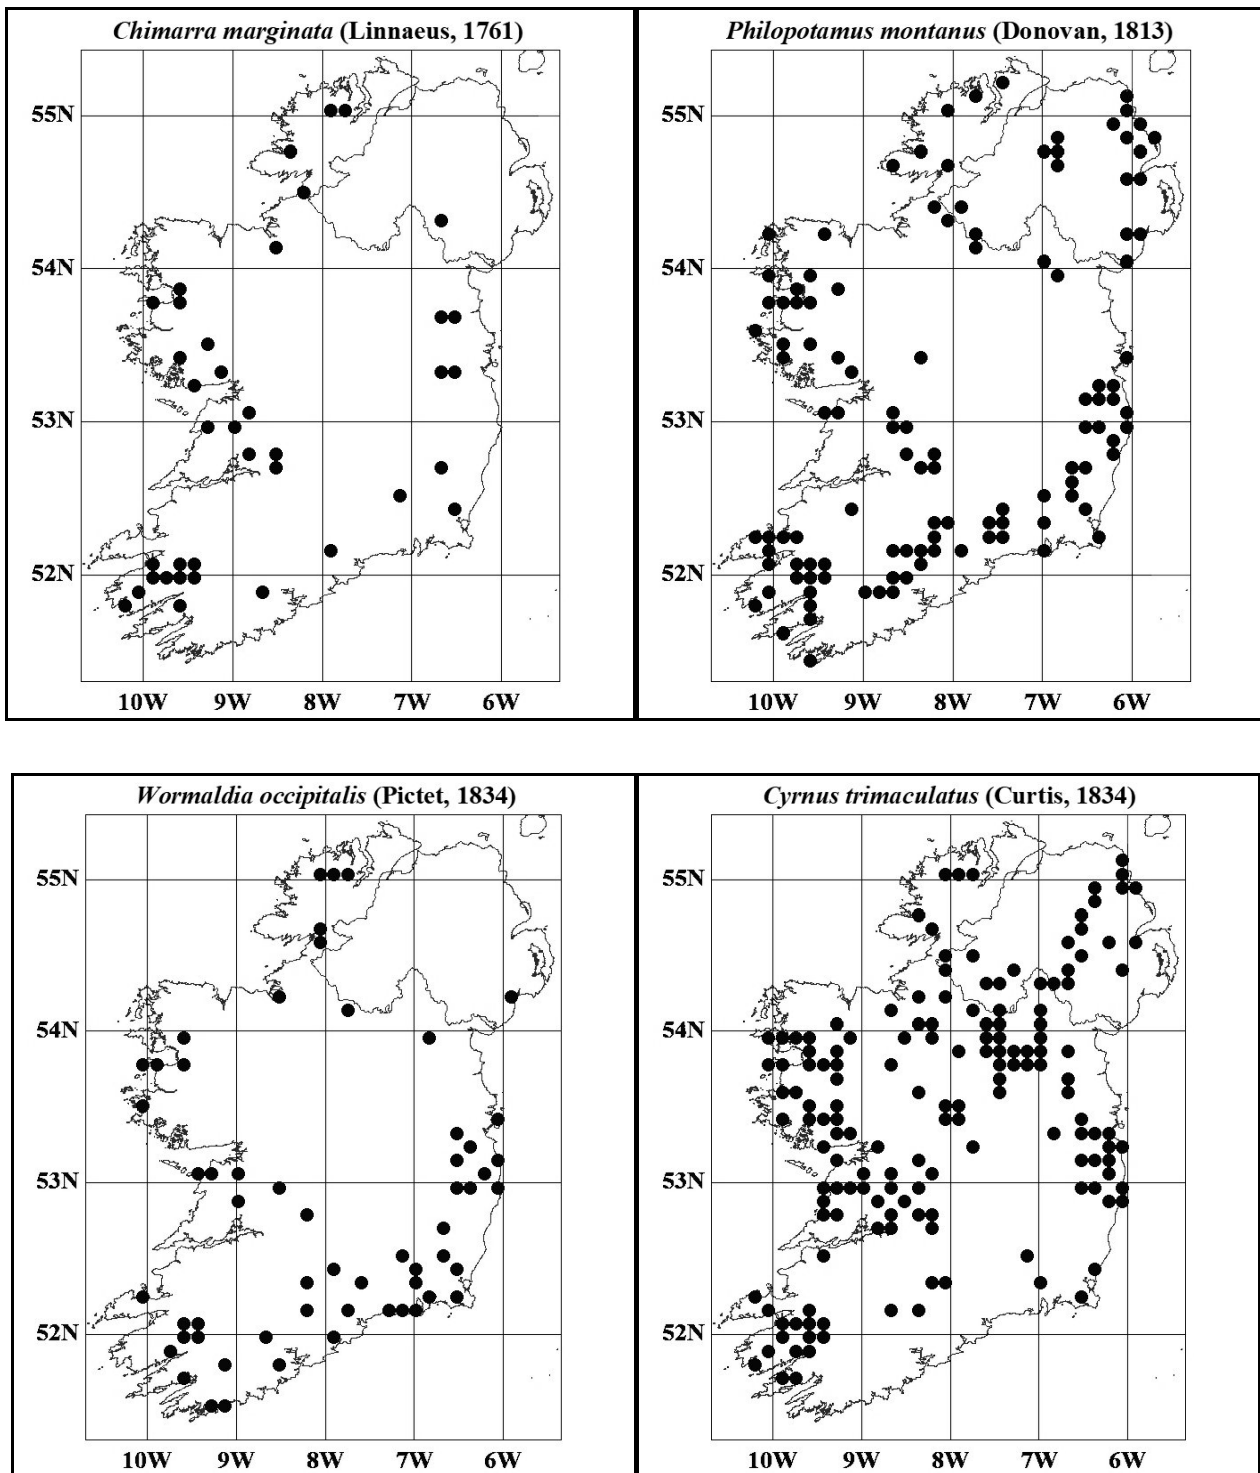 Chimarra marginata (Linnaeus, 1761)
55N
54N
53N
52N
10W 9W 8W 7W 6W
Philopotamus montanus (Donovan, 1813)
55N
54N
53N
52N
10W 9W 8W 7W 6W
Wormaldia occipitalis (Pictet, 1834)
55N
54N
53N
52N
10W 9W 8W 7W 6W
Cyrnus trimaculatus (Curtis, 1834)
55N
54N
53N
52N
10W 9W 8W 7W 6W